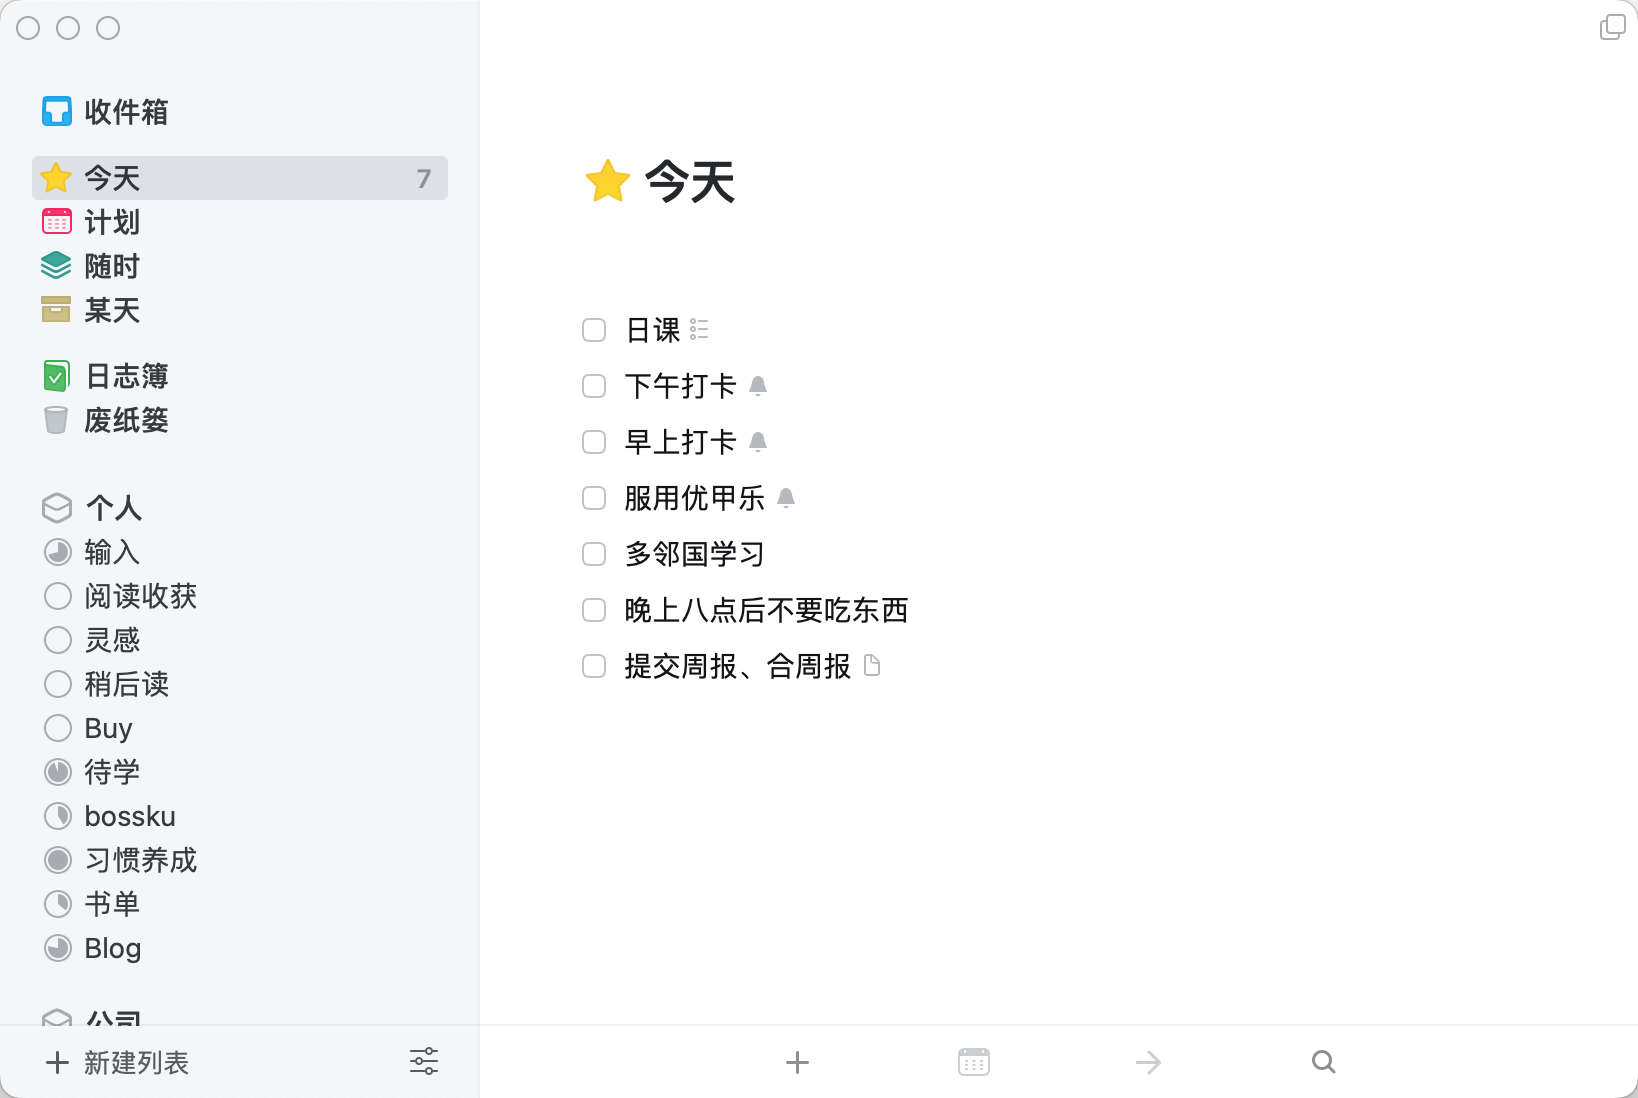 收件箱
今天 7
计划
随时
某天
日志簿
废纸篓
个人
输入
阅读收获
灵感
稍后读
Buy
待学
bossku
习惯养成
书单
Blog
公司
新建列表
今天
日课
下午打卡
早上打卡
服用优甲乐
多邻国学习
晚上八点后不要吃东西
提交周报、合周报